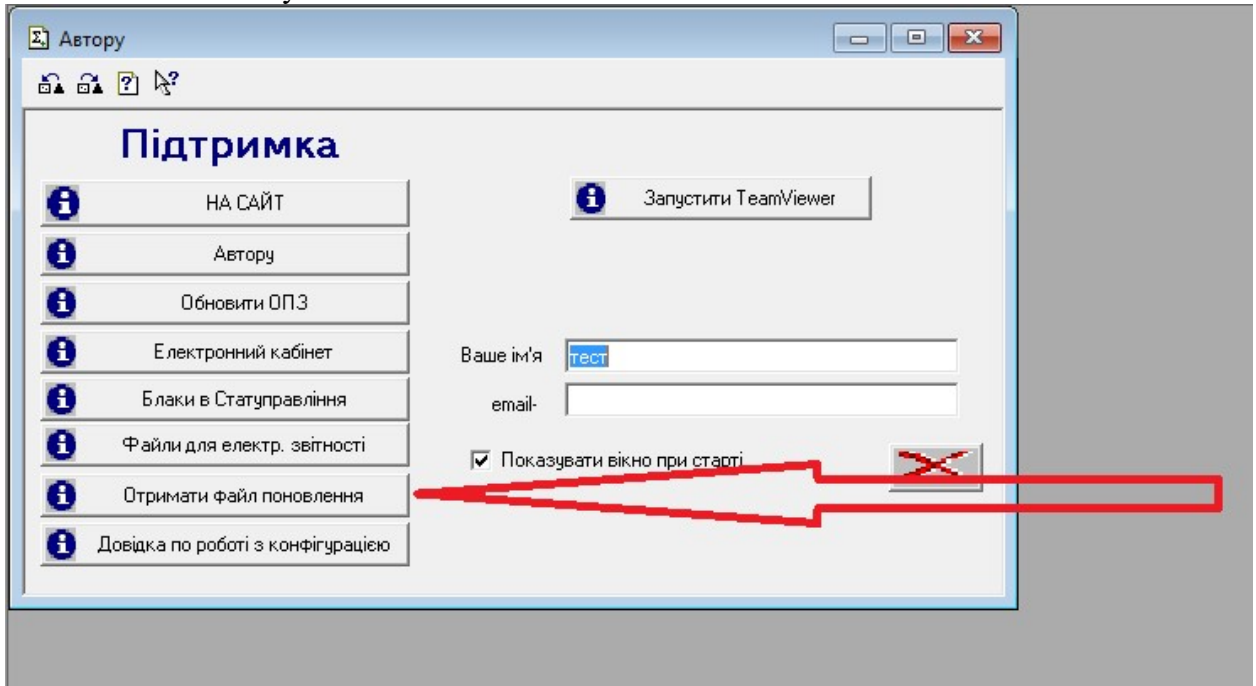 Автору
Підтримка
НА САЙТ
Запустити TeamViewer
Автору
Обновити ОПЗ
Електронний кабінет
Ваше ім'я тест
Блаки в Статуправління
email-
Файли для електр. звітності
Показувати вікно при старті
Отримати файл поновлення
Довідка по роботі з конфігурацією